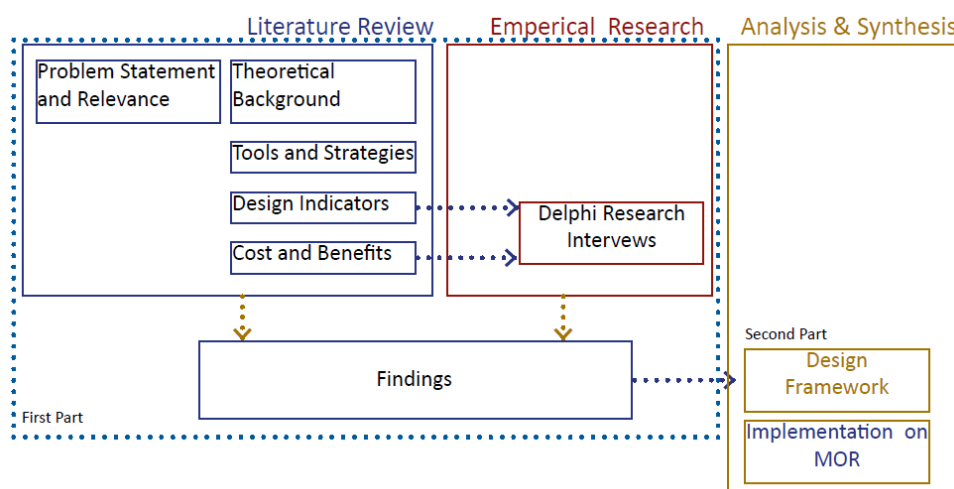 Literature Review
Emperical Research
Analysis & Synthesis
Problem Statement
and Relevance
Theoretical
Background
Tools and Strategies
Design Indicators
Cost and Benefits
Delphi Research
Intervews
Findings
First Part
Second Part
Design
Framework
Implementation on
MOR